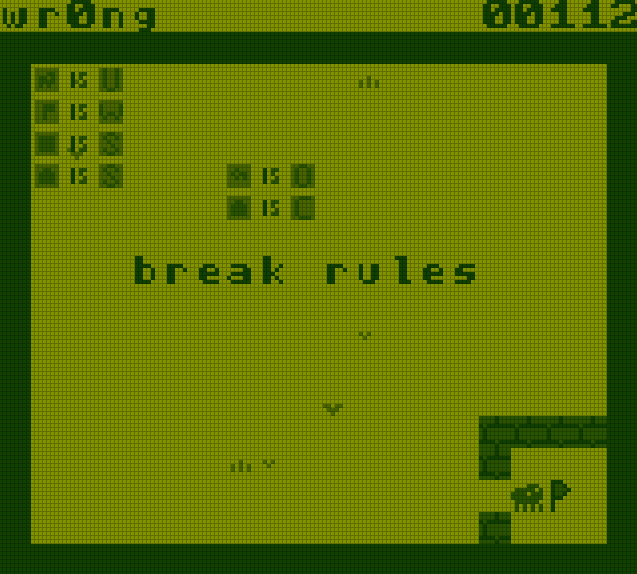 wr0ng 00112
IS U
IS W
IS S
IS S IS O
IS C
break rules